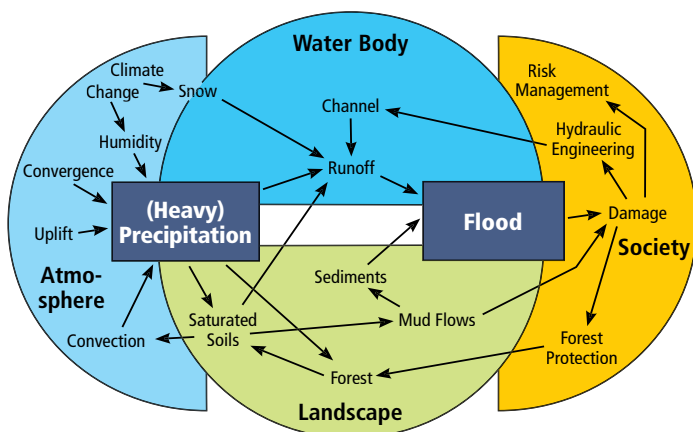 Water Body
Climate
Change
Snow
Humidity
Convergence
Uplift
(Heavy)
Precipitation
Atmo-
sphere
Convection
Channel
Runoff
Risk
Management
Hydraulic
Engineering
Flood
Damage
Society
Sediments
Saturated
Soils
Mud Flows
Forest
Forest
Protection
Landscape